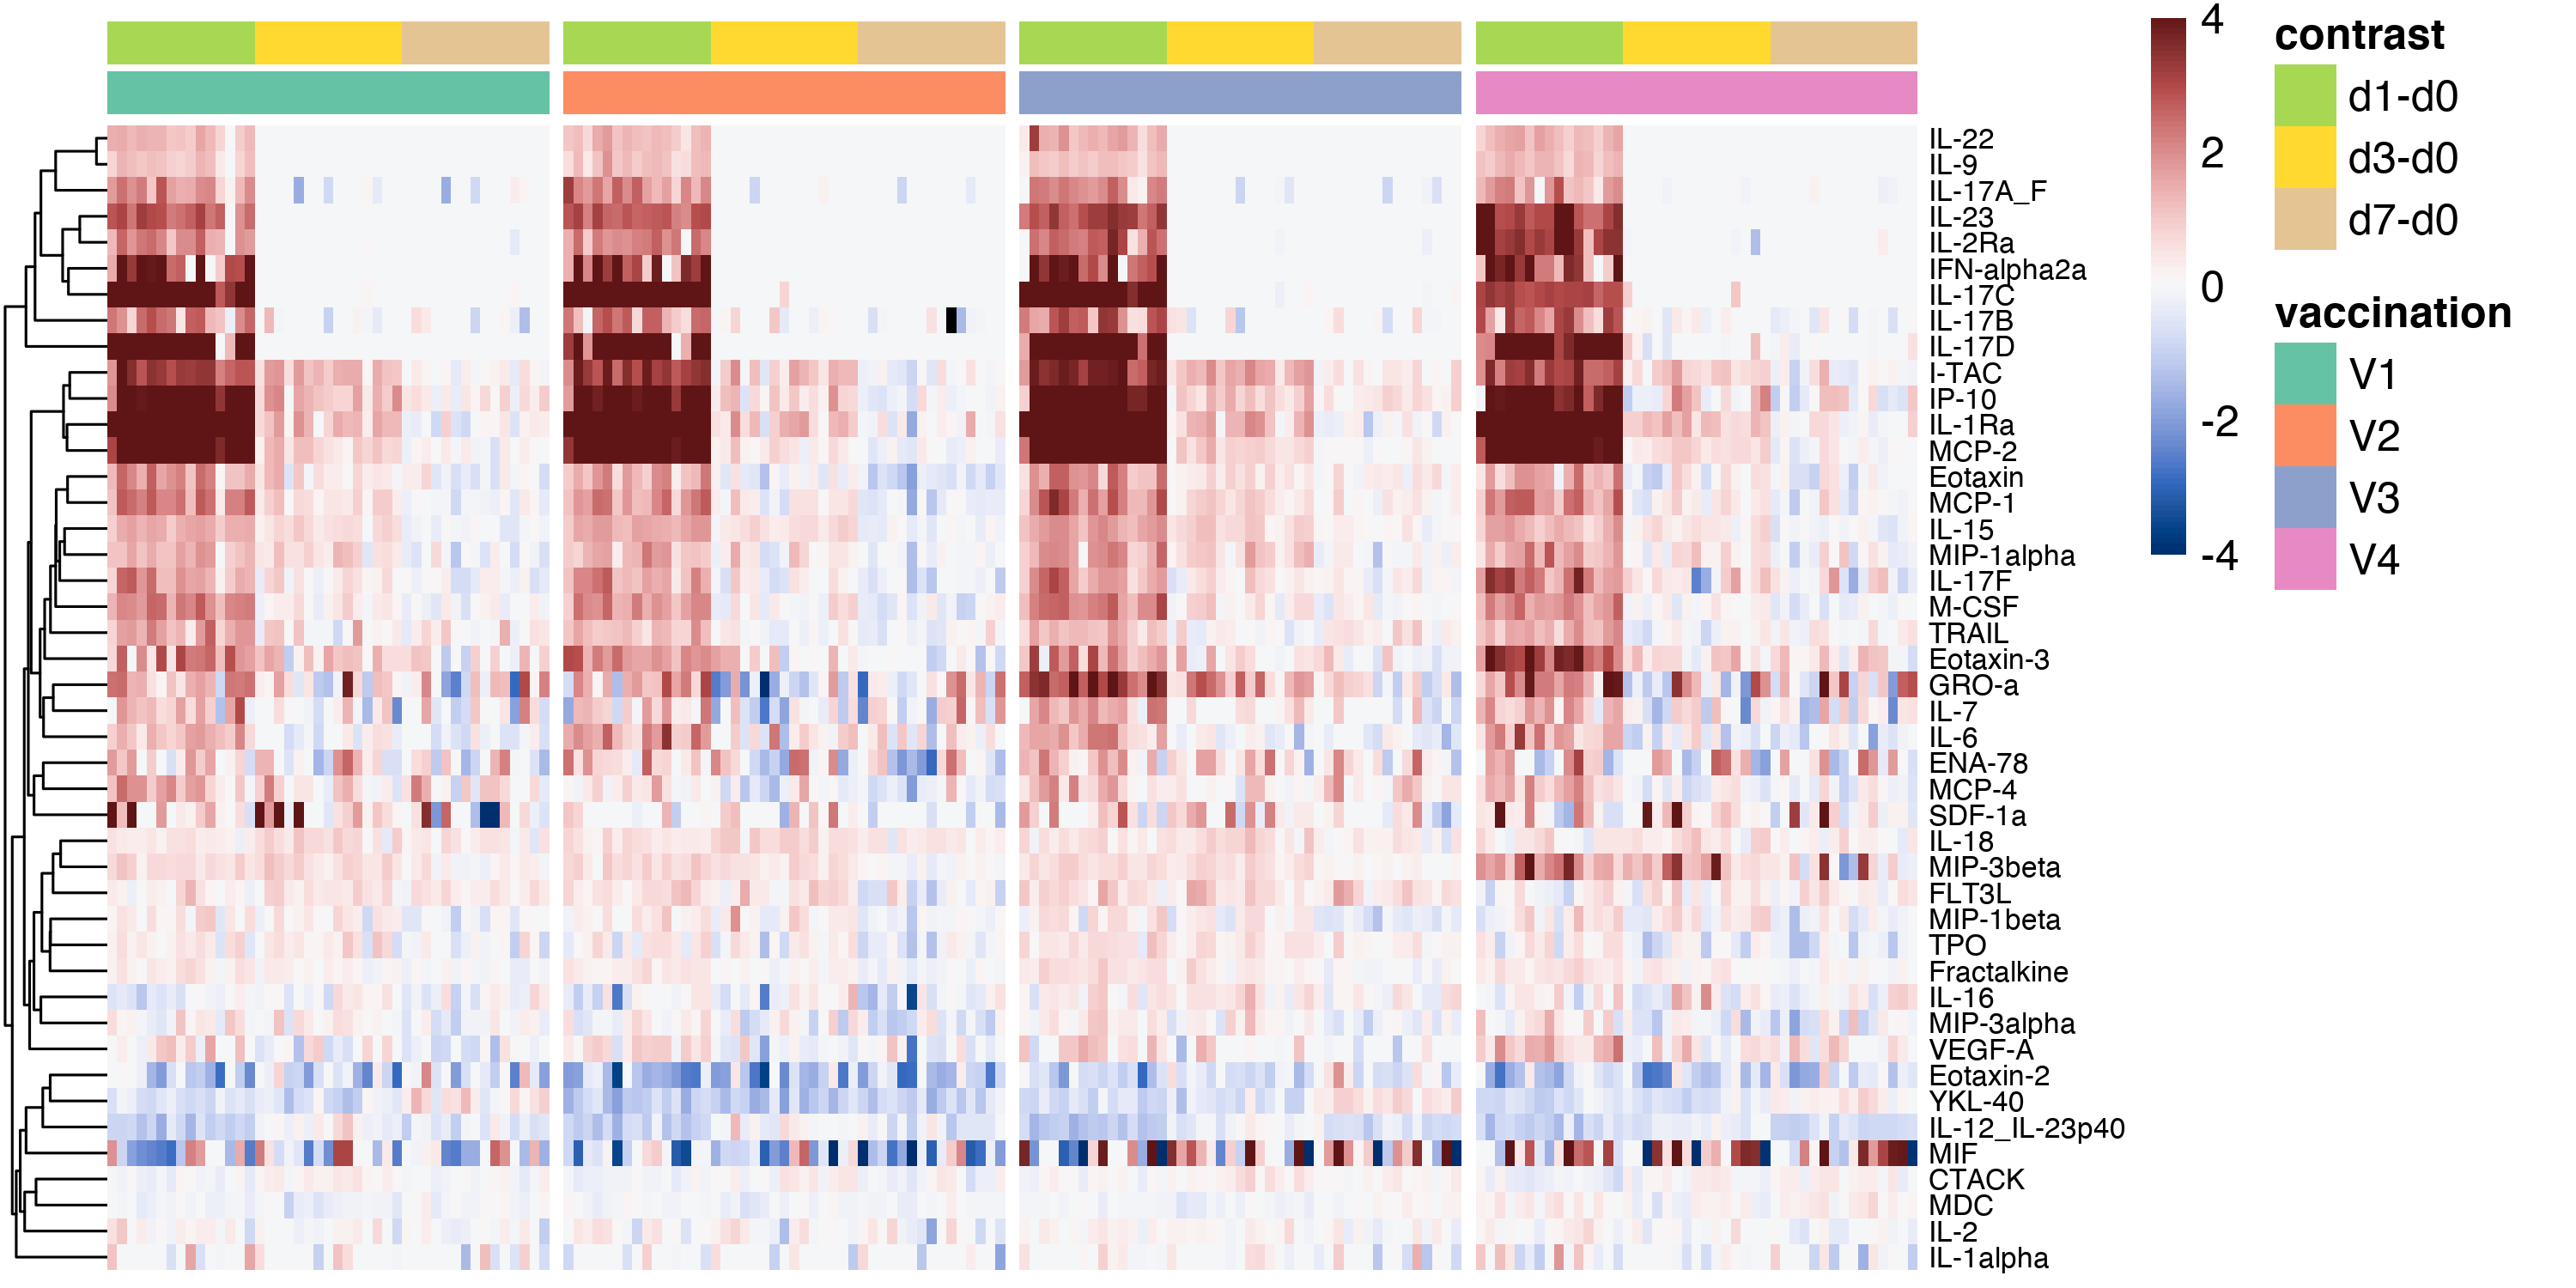 IL-22
IL-9
IL-17A_F
IL-23
IL-2Ra
IFN-alpha2a
IL-17C
IL-17B
IL-17D
I-TAC
IP-10
IL-1Ra
MCP-2
Eotaxin
MCP-1
IL-15
MIP-1alpha
IL-17F
M-CSF
TRAIL
Eotaxin-3
GRO-a
IL-7
IL-6
ENA-78
MCP-4
SDF-1a
IL-18
MIP-3beta
FLT3L
MIP-1beta
TPO
Fractalkine
IL-16
MIP-3alpha
VEGF-A
Eotaxin-2
YKL-40
IL-12_IL-23p40
MIF
CTACK
MDC
IL-2
IL-1alpha
4
2
0
-2
-4
contrast
d1-d0
d3-d0
d7-d0
vaccination
V1
V2
V3
V4